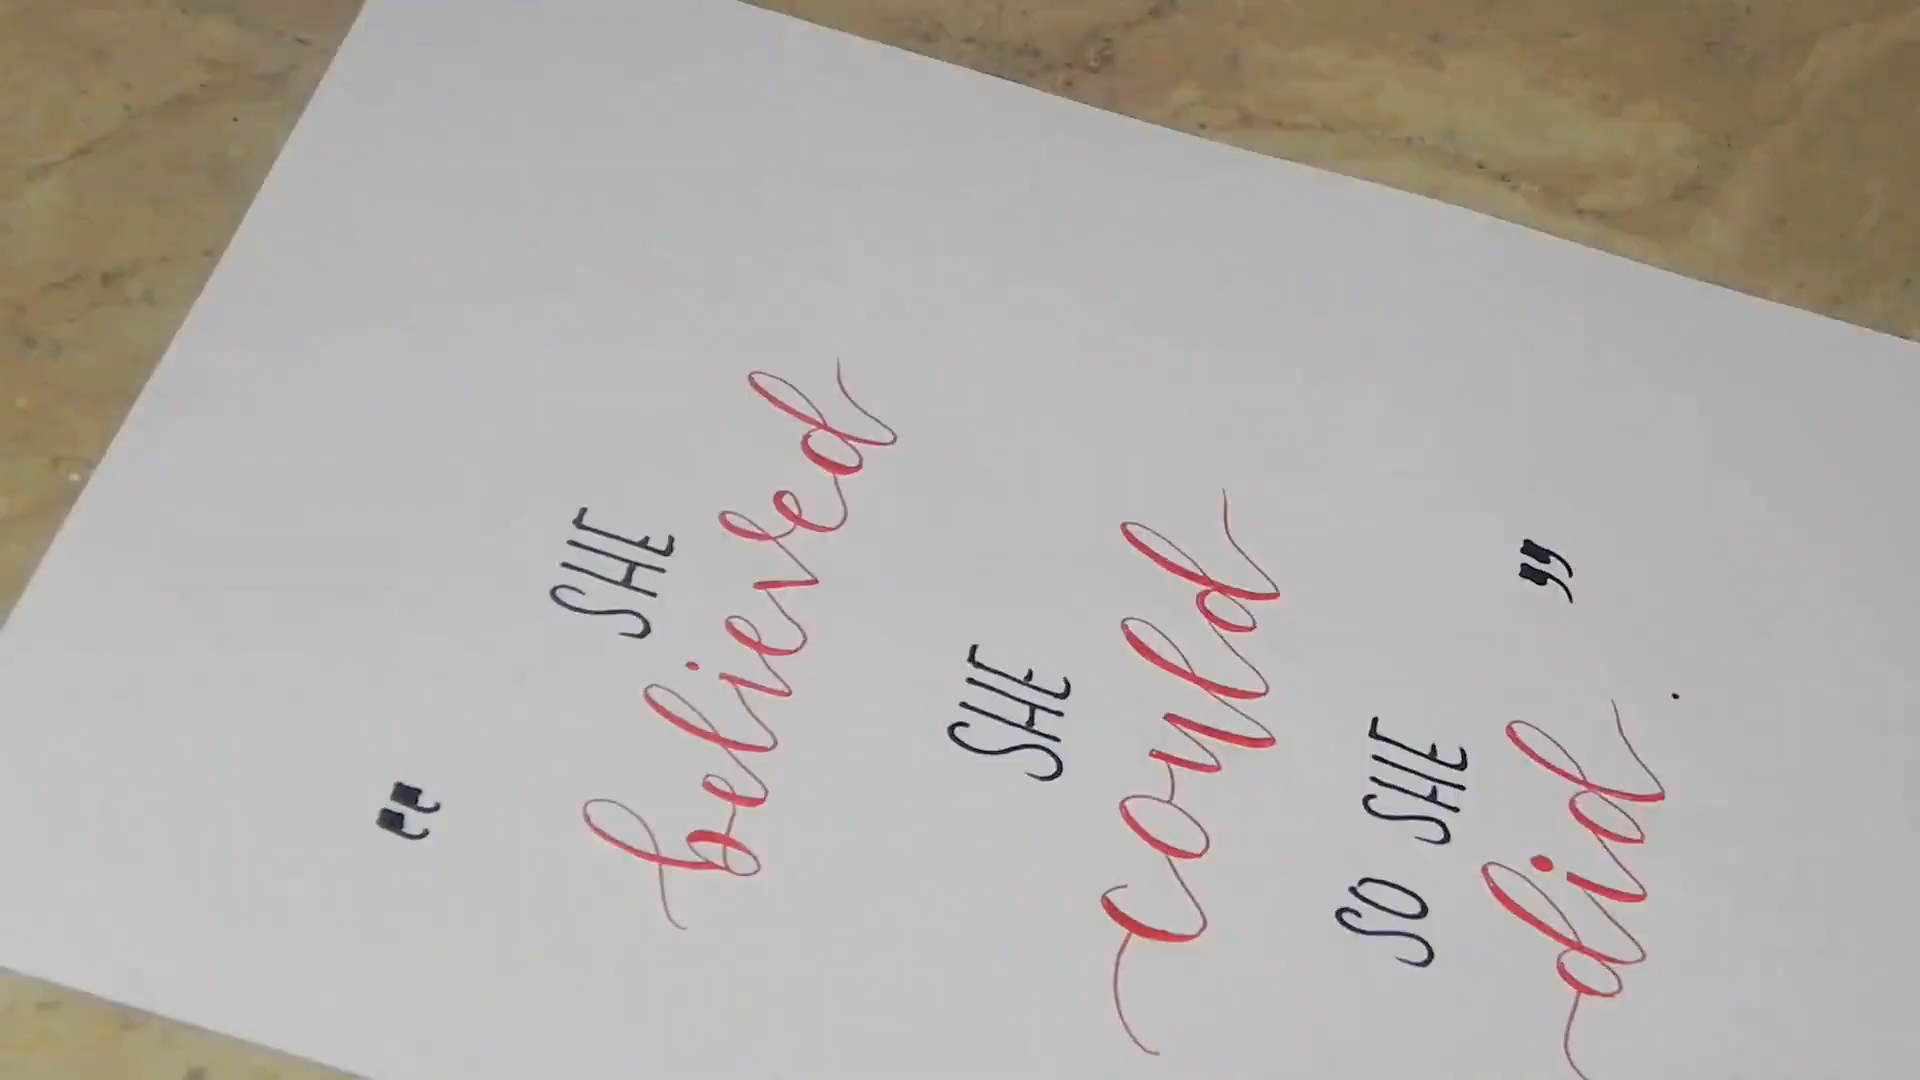 “
SHE
believed
SHE
could
SO SHE
did.
”